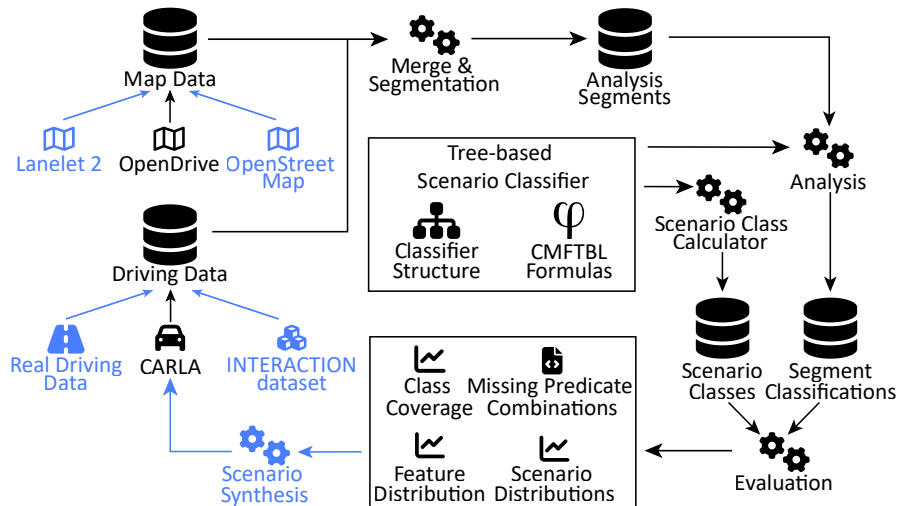 Map Data
Merge &
Segmentation
Analysis
Segments
Lanelet 2
OpenDrive
OpenStreet
Map
Tree-based
Scenario Classifier
Classifier
Structure
φ
CMFTBL
Formulas
Analysis
Scenario Class
Calculator
Driving Data
Real Driving
Data
CARLA
INTERACTION
dataset
Scenario
Classes
Segment
Classifications
Class
Coverage
Missing Predicate
Combinations
Feature
Distribution
Scenario
Distributions
Scenario
Synthesis
Evaluation